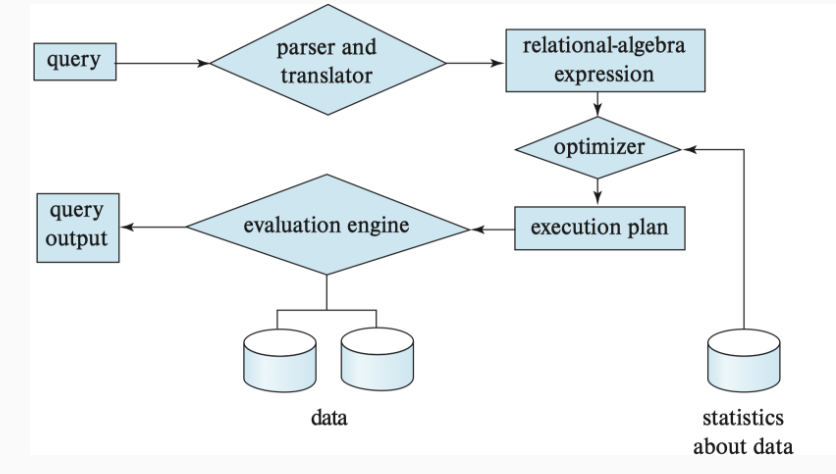 query
parser and
translator
relational-algebra
expression
optimizer
query
output
evaluation engine
execution plan
data
statistics
about data